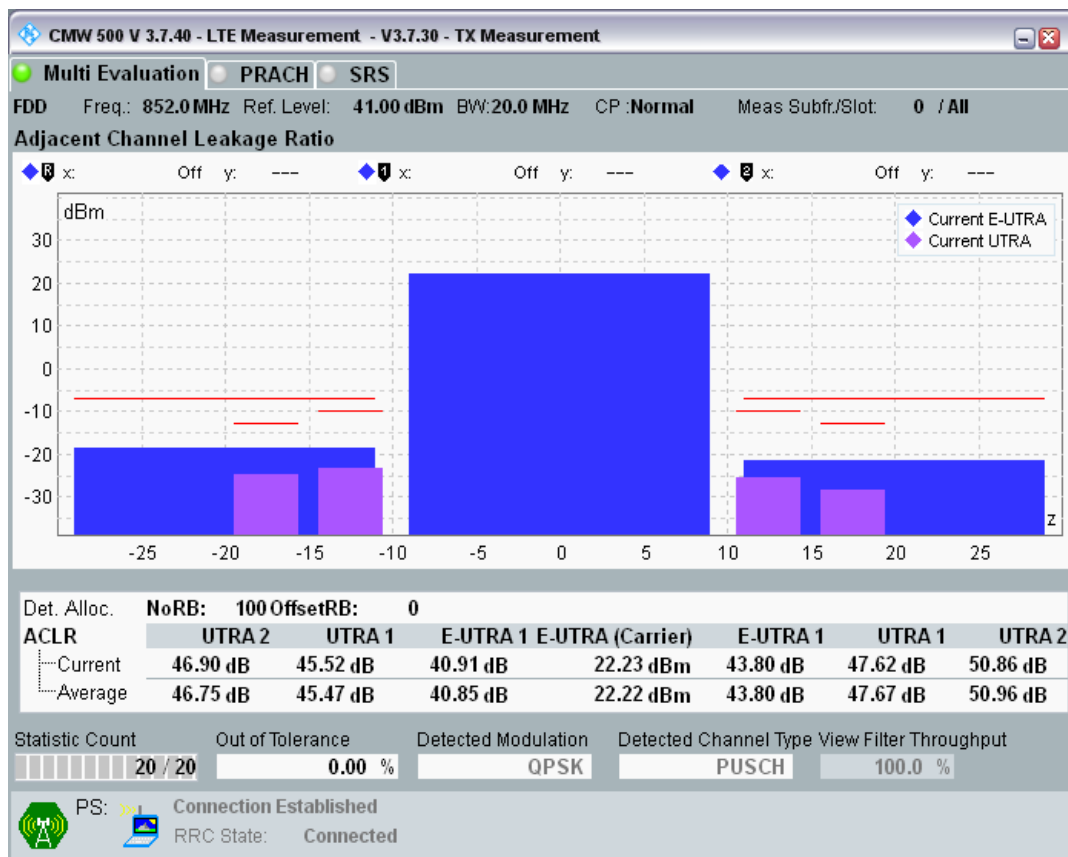 CMW 500 V 3.7.40 - LTE Measurement - V3.7.30 - TX Measurement
Multi Evaluation PRACH SRS
FDD Freq.: 852.0 MHz Ref. Level: 41.00 dBm BW:20.0 MHz CP :Normal Meas Subfr./Slot: 0 / All
Adjacent Channel Leakage Ratio
R x: Off y: --- 1 x: Off y: --- 2 x: Off y: ---
dBm
Current E-UTRA
Current UTRA
30
20
10
0
-10
-20
-30
z
-25 -20 -15 -10 -5 0 5 10 15 20 25
Det. Alloc. NoRB: 100 OffsetRB: 0
ACLR UTRA 2 UTRA 1 E-UTRA 1 E-UTRA (Carrier) E-UTRA 1 UTRA 1 UTRA 2
Current 46.90 dB 45.52 dB 40.91 dB 22.23 dBm 43.80 dB 47.62 dB 50.86 dB
Average 46.75 dB 45.47 dB 40.85 dB 22.22 dBm 43.80 dB 47.67 dB 50.96 dB
Statistic Count Out of Tolerance Detected Modulation Detected Channel Type View Filter Throughput
20 / 20 0.00 % QPSK PUSCH 100.0 %
PS: Connection Established
RRC State: Connected